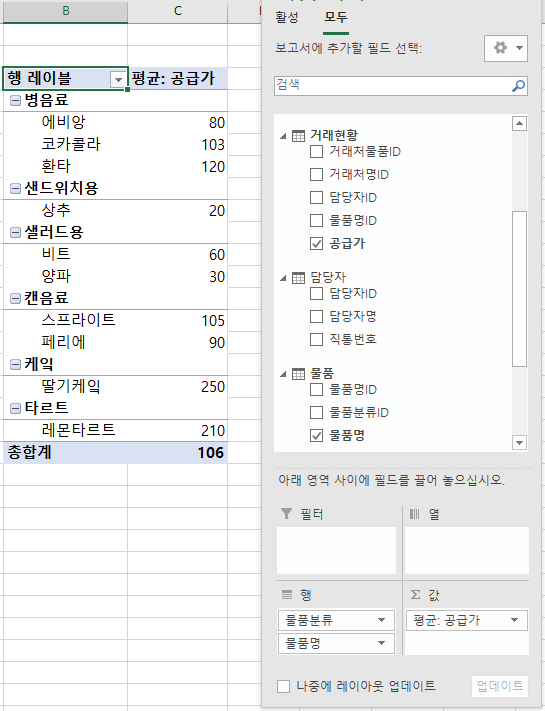 B C
행 레이블 평균: 공급가
병음료
에비앙 80
코카콜라 103
환타 120
샌드위치용
상추 20
샐러드용
비트 60
양파 30
캔음료
스프라이트 105
페리에 90
케잌
딸기케잌 250
타르트
레몬타르트 210
총합계 106
활성 모두
보고서에 추가할 필드 선택:
검색
거래현황
거래처물품ID
거래처명ID
담당자ID
물품명ID
공급가
담당자
담당자ID
담당자명
직통번호
물품
물품명ID
물품분류ID
물품명
아래 영역 사이에 필드를 끌어 놓으십시오.
필터 열
행 값
물품분류 평균: 공급가
물품명
나중에 레이아웃 업데이트 업데이트